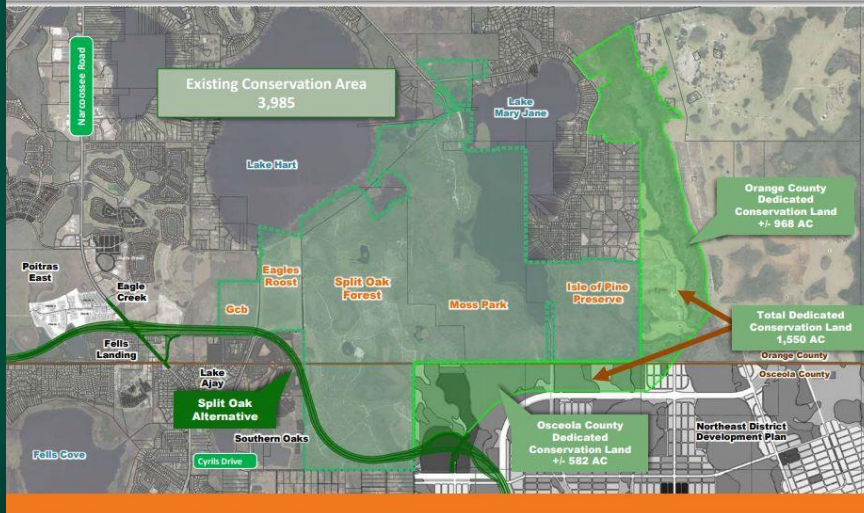 Narcoossee Road
Existing Conservation Area
3,985
Lake
Mary Jane
Lake Hart
Orange County
Dedicated
Conservation Land
+/- 968 AC
Poitras
East
Eagle
Creek
Eagles
Roost
Split Oak
Forest
Moss Park
Isle of Pine
Preserve
Gcb
Fells
Landing
Total Dedicated
Conservation Land
1,550 AC
Orange County
Osceola County
Lake
Ajay
Split Oak
Alternative
Southern Oaks
Osceola County
Dedicated
Conservation Land
+/- 582 AC
Northeast District
Development Plan
Fells Cove
Cyrils Drive